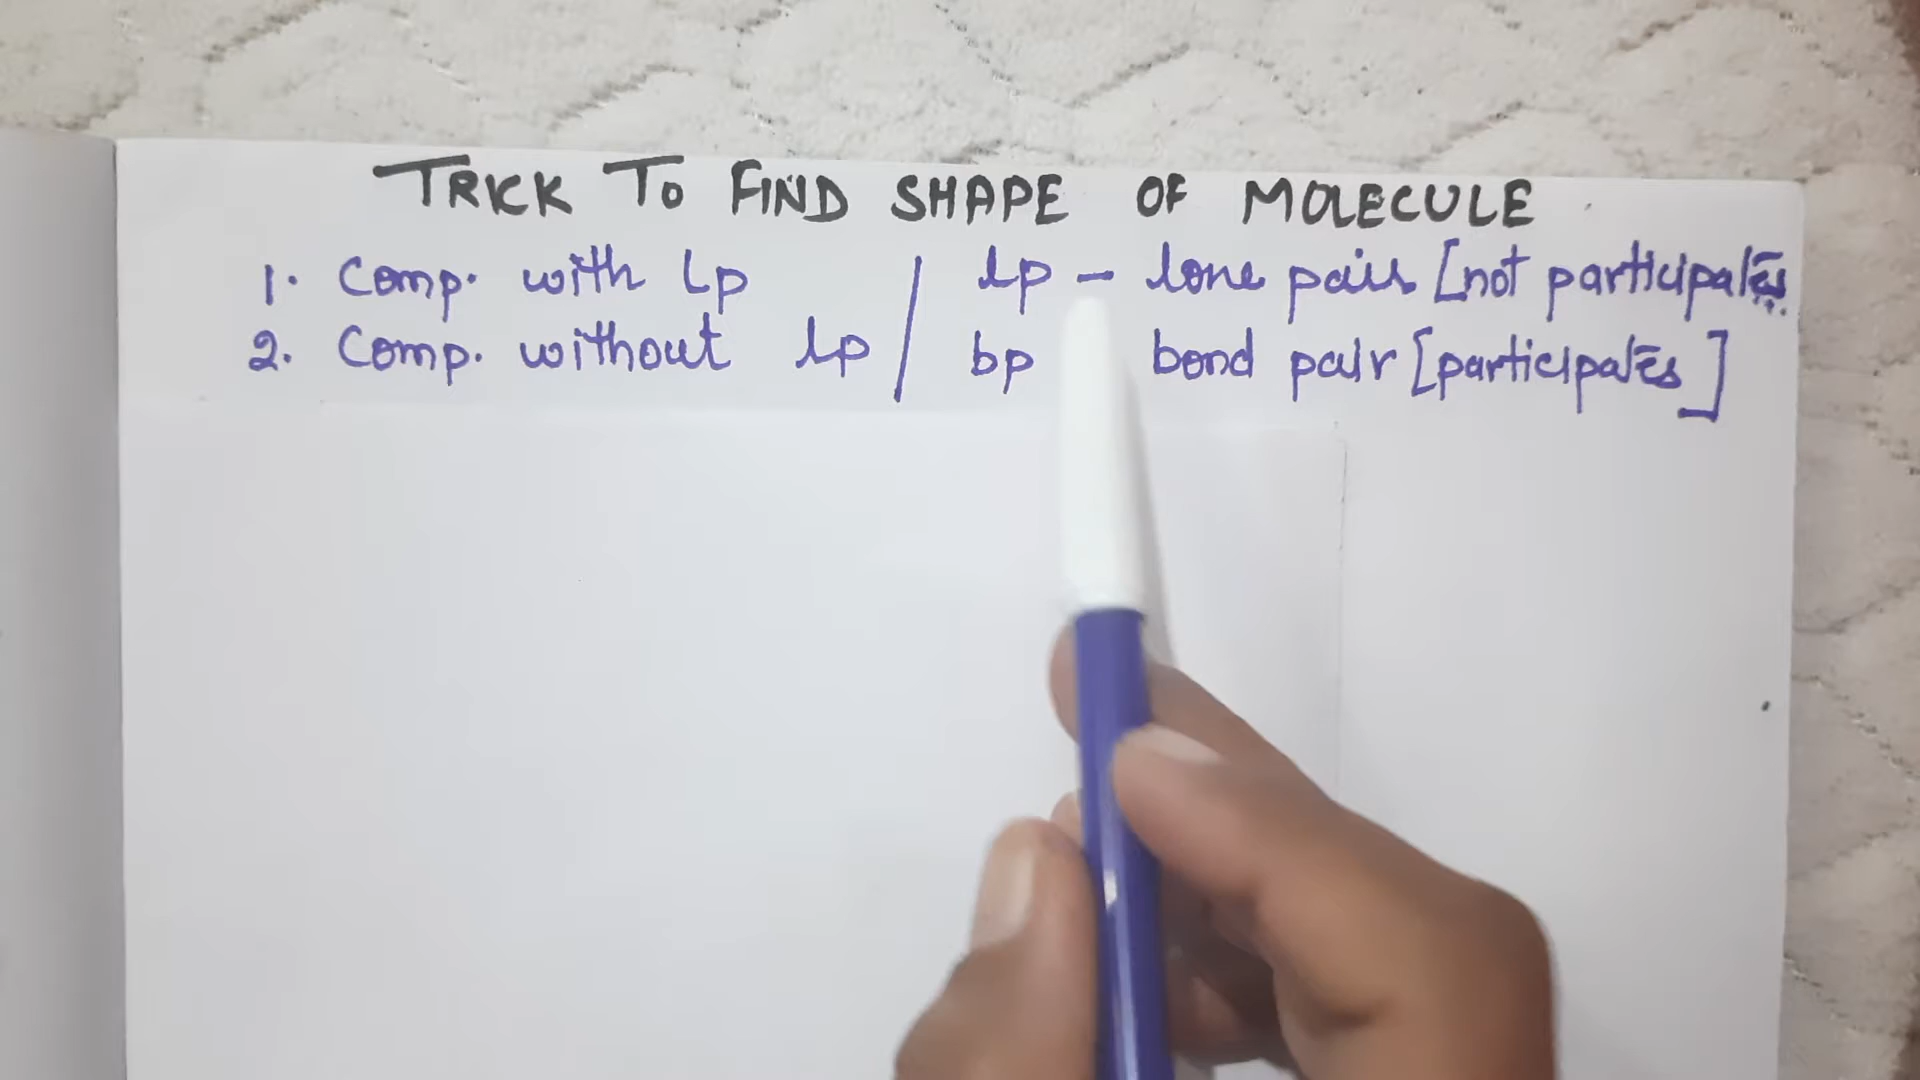 TRICK TO FIND SHAPE OF MOLECULE
1. Comp. with Lp / lp - lone pair [not participates
2. Comp. without lp / bp bond pair [participates]